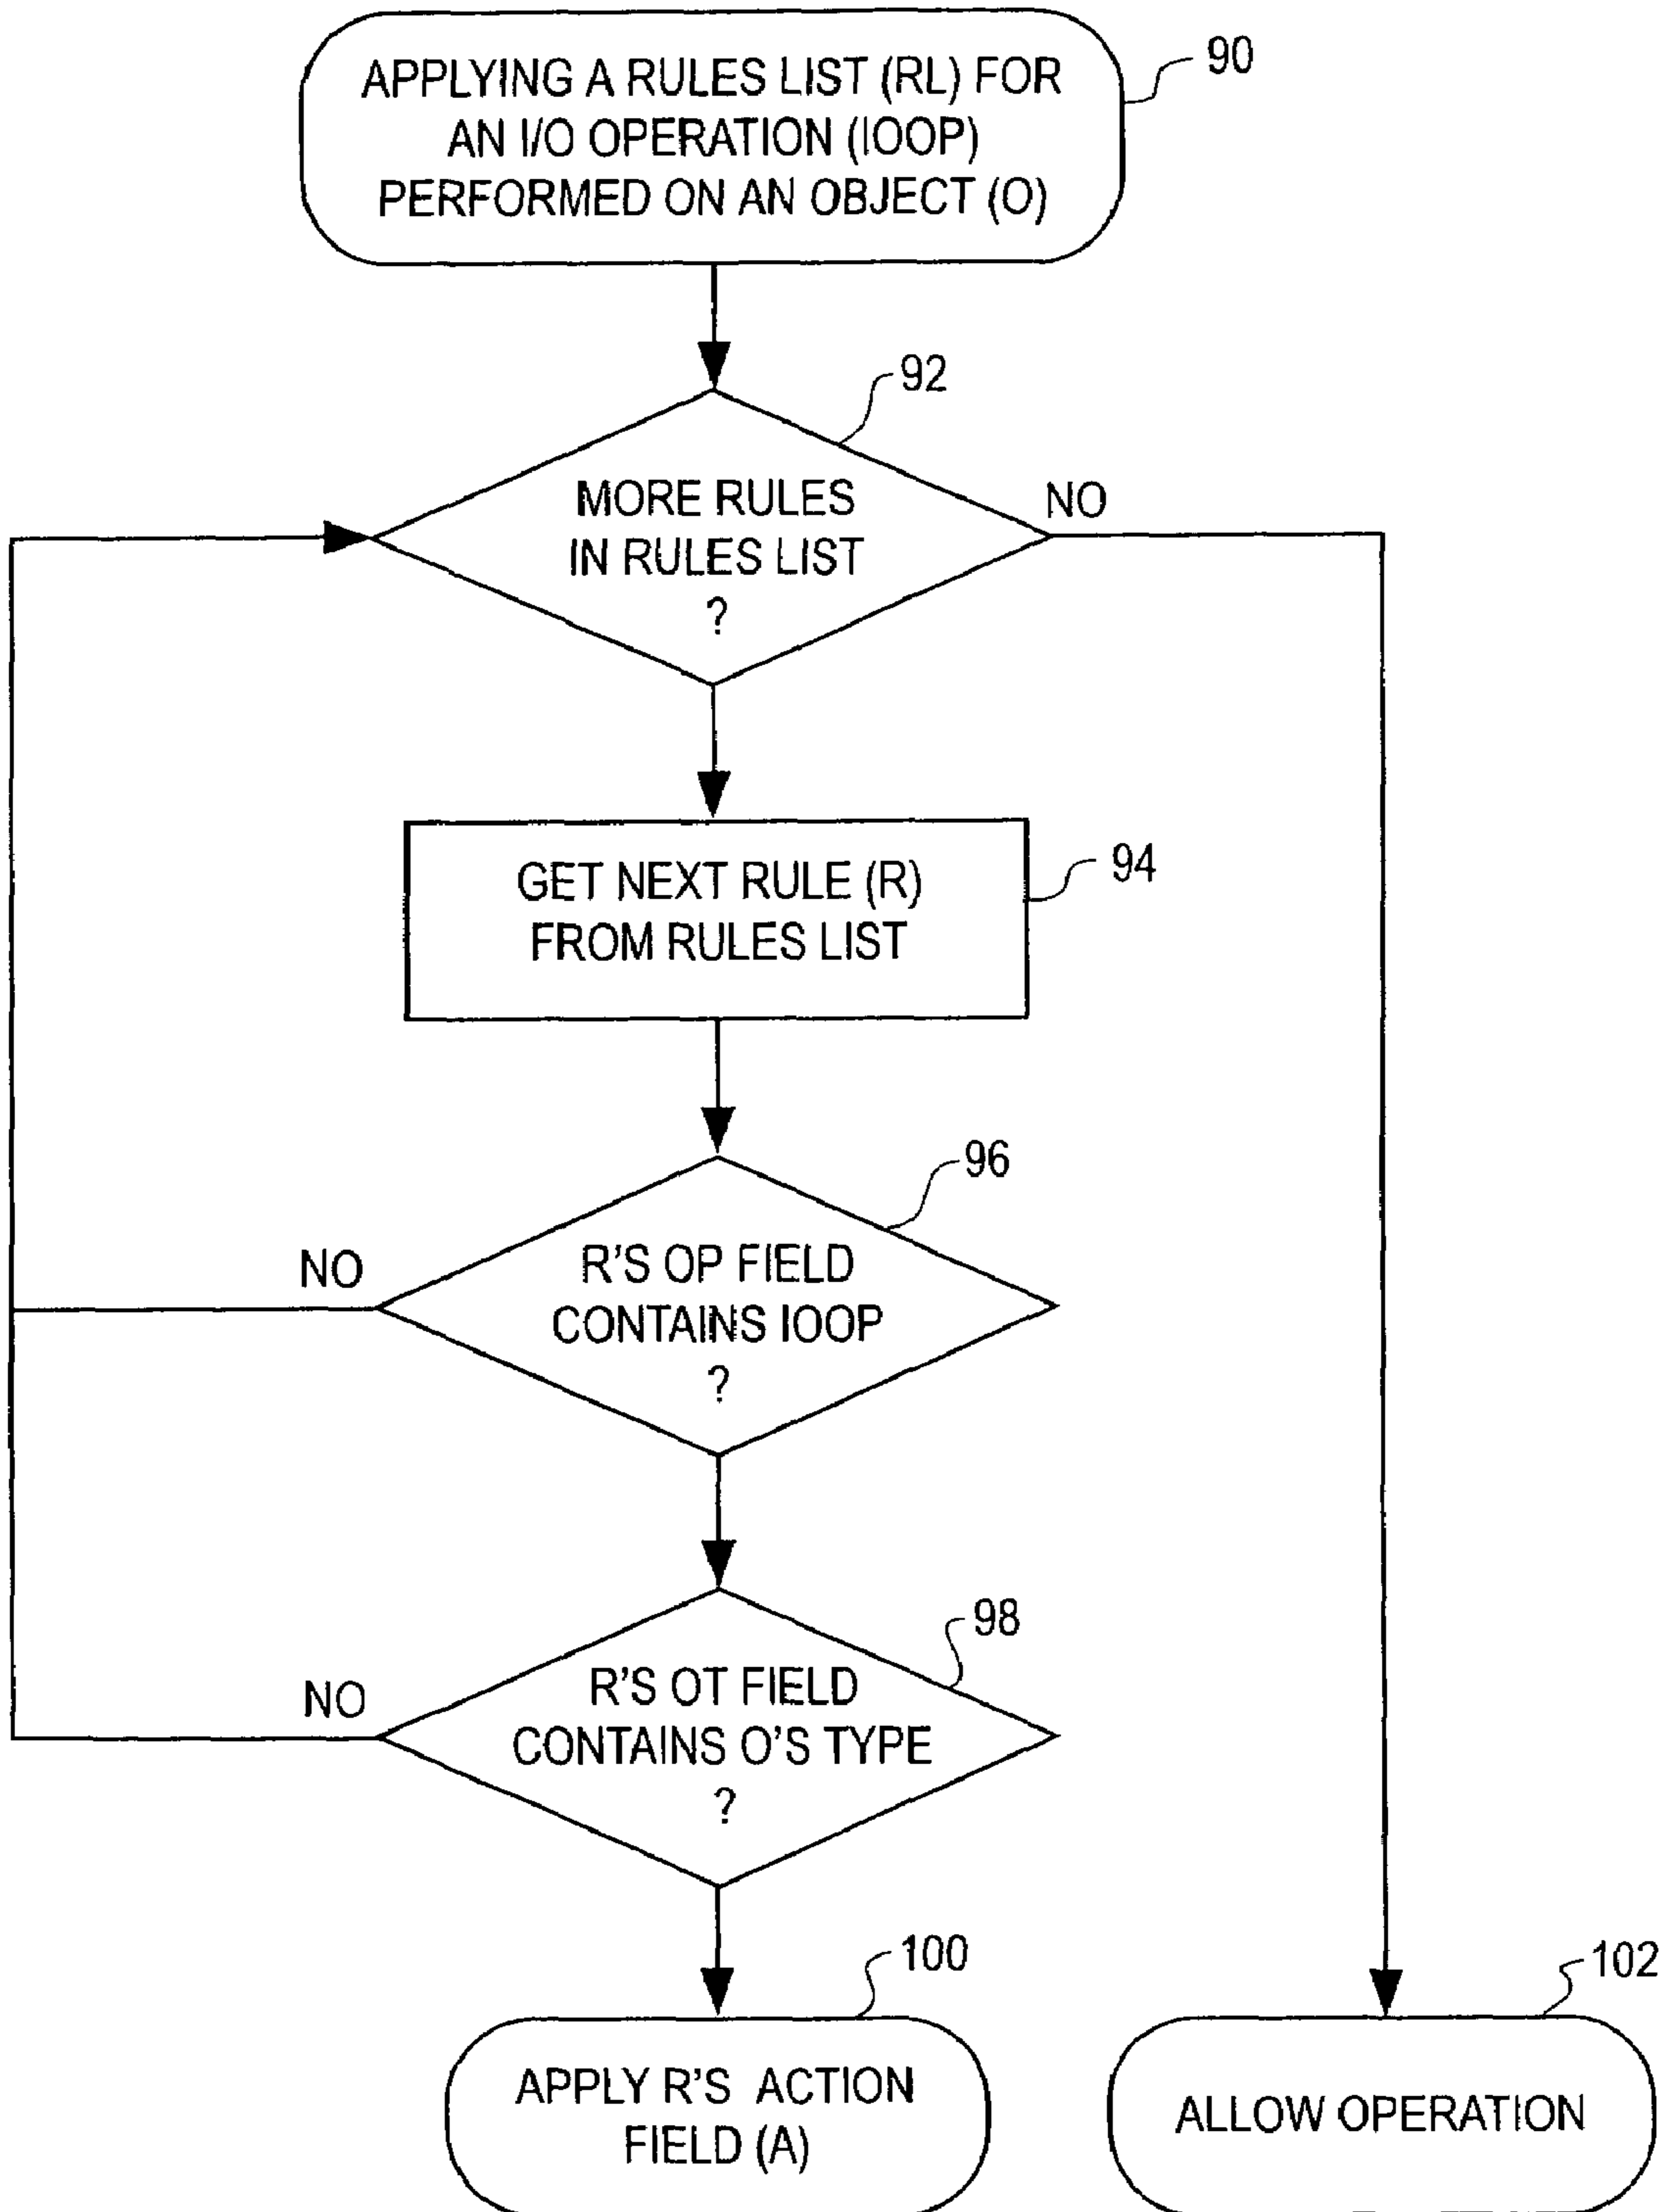 APPLYING A RULES LIST (RL) FOR
AN I/O OPERATION (IOOP)
PERFORMED ON AN OBJECT (O)
90
92
MORE RULES
IN RULES LIST
?
NO
GET NEXT RULE (R)
FROM RULES LIST
94
96
R'S OP FIELD
CONTAINS IOOP
?
NO
98
R'S OT FIELD
CONTAINS O'S TYPE
?
NO
100
APPLY R'S ACTION
FIELD (A)
102
ALLOW OPERATION